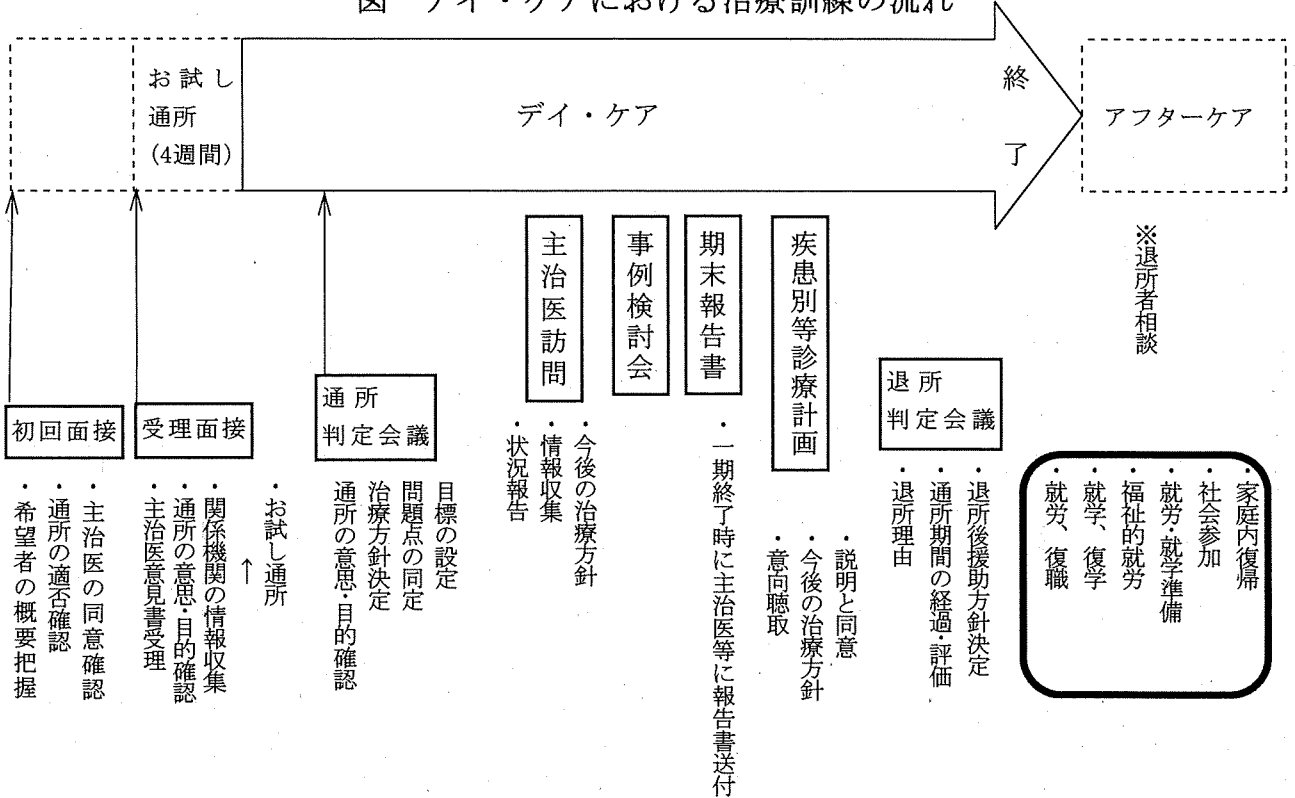 図　デイ・ケアにおける治療訓練の流れ
お試し
通所
(4週間)
デイ・ケア
終
了
アフターケア
※退所者相談
初回面接
・希望者の概要把握
・通所の適否確認
・主治医の同意確認
受理面接
・主治医意見書受理
・通所の意思・目的確認
・関係機関の情報収集
↑
・お試し通所
通所
判定会議
通所の意思・目的確認
治療方針決定
問題点の同定
目標の設定
主治医訪問
・状況報告
・情報収集
・今後の治療方針
事例検討会
期末報告書
・一期終了時に主治医等に報告書送付
疾患別等診療計画
・意向聴取
・今後の治療方針
・説明と同意
退所
判定会議
・退所理由
・通所期間の経過・評価
・退所後援助方針決定
・就労、復職
・就学、復学
・福祉的就労
・就労・就学準備
・社会参加
・家庭内復帰